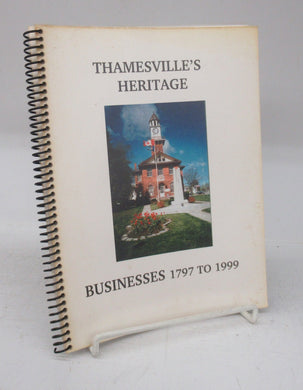 THAMESVILLE'S
HERITAGE
BUSINESSES 1797 TO 1999